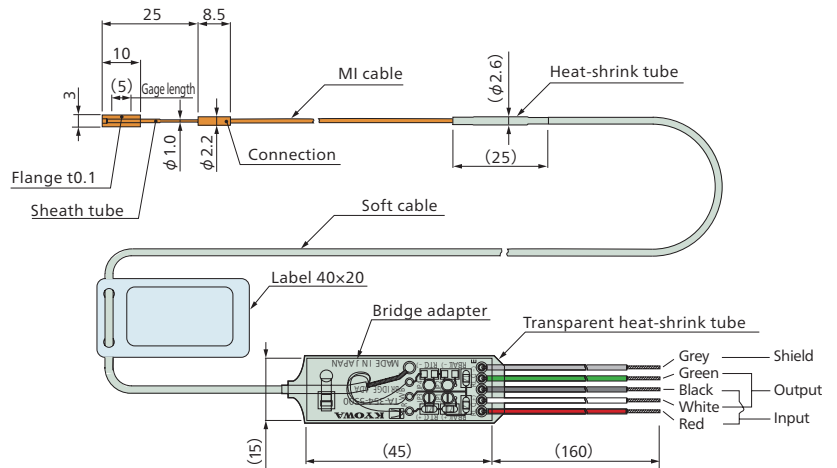 25
8.5
10
(5)
Gage length
3
MI cable
(φ2.6)
Heat-shrink tube
Flange t0.1
Sheath tube
φ1.0
φ2.2
Connection
(25)
Soft cable
Label 40×20
Bridge adapter
Transparent heat-shrink tube
MADE IN JAPAN
KYOWA
Grey
Shield
Green
Black
Output
White
Input
Red
(15)
(45)
(160)